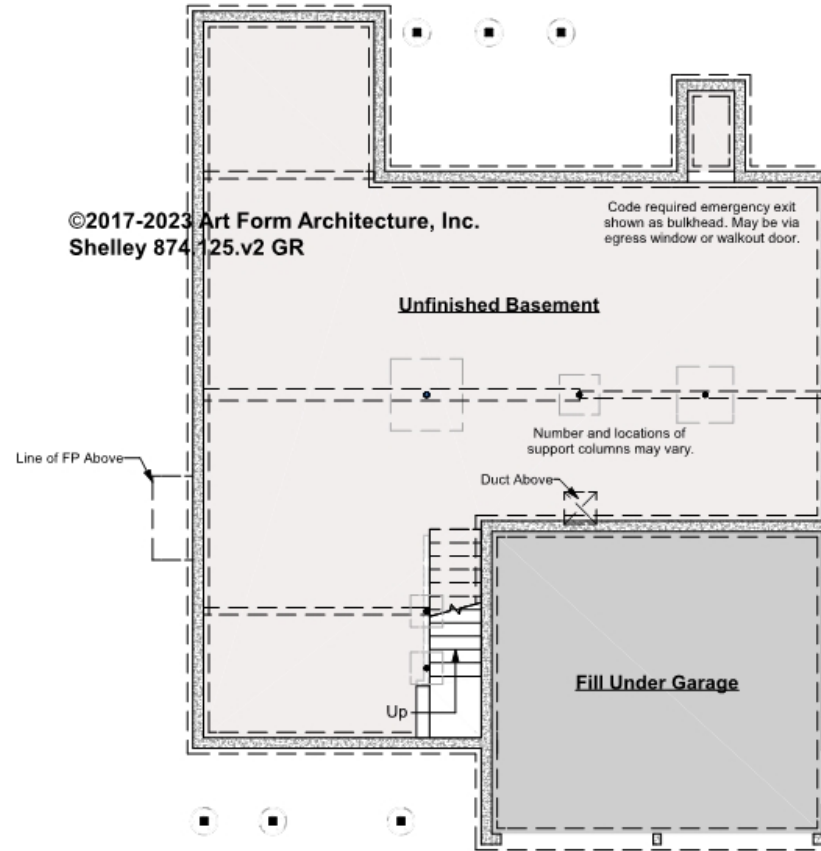 ©2017-2023 Art Form Architecture, Inc.
Shelley 874.125.v2 GR
Code required emergency exit
shown as bulkhead. May be via
egress window or walkout door.
Unfinished Basement
Number and locations of
support columns may vary.
Line of FP Above
Duct Above
Fill Under Garage
Up